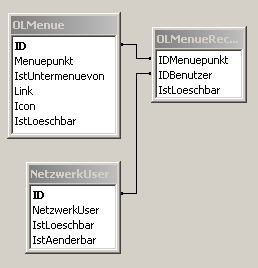 OLMenue
ID
Menuepunkt
IstUntermenuevon
Link
Icon
IstLoeschbar
OLMenueRec...
IDMenuepunkt
IDBenutzer
IstLoeschbar
NetzwerkUser
ID
NetzwerkUser
IstLoeschbar
IstAenderbar